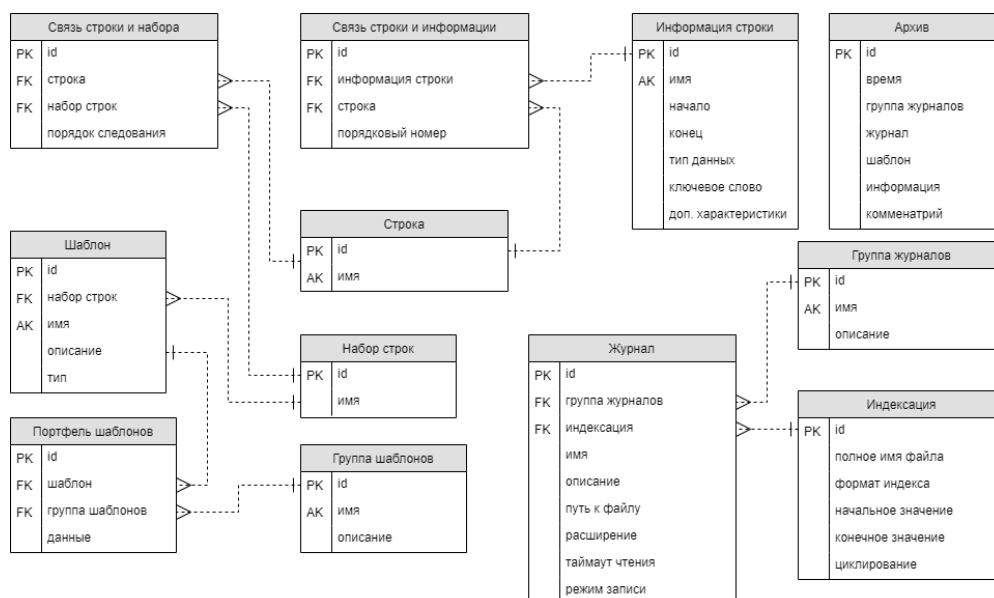 Связь строки и набора
PK id
FK строка
FK набор строк
порядок следования
Связь строки и информации
PK id
FK информация строки
FK строка
порядковый номер
Информация строки
PK id
AK имя
начало
конец
тип данных
ключевое слово
доп. характеристики
Архив
PK id
время
группа журналов
журнал
шаблон
информация
комменатрий
Строка
PK id
AK имя
Шаблон
PK id
FK набор строк
AK имя
описание
тип
Группа журналов
PK id
AK имя
описание
Набор строк
PK id
имя
Журнал
PK id
FK группа журналов
FK индексация
имя
описание
путь к файлу
расширение
таймаут чтения
режим записи
Индексация
PK id
полное имя файла
формат индекса
начальное значение
конечное значение
циклирование
Портфель шаблонов
PK id
FK шаблон
FK группа шаблонов
данные
Группа шаблонов
PK id
AK имя
описание